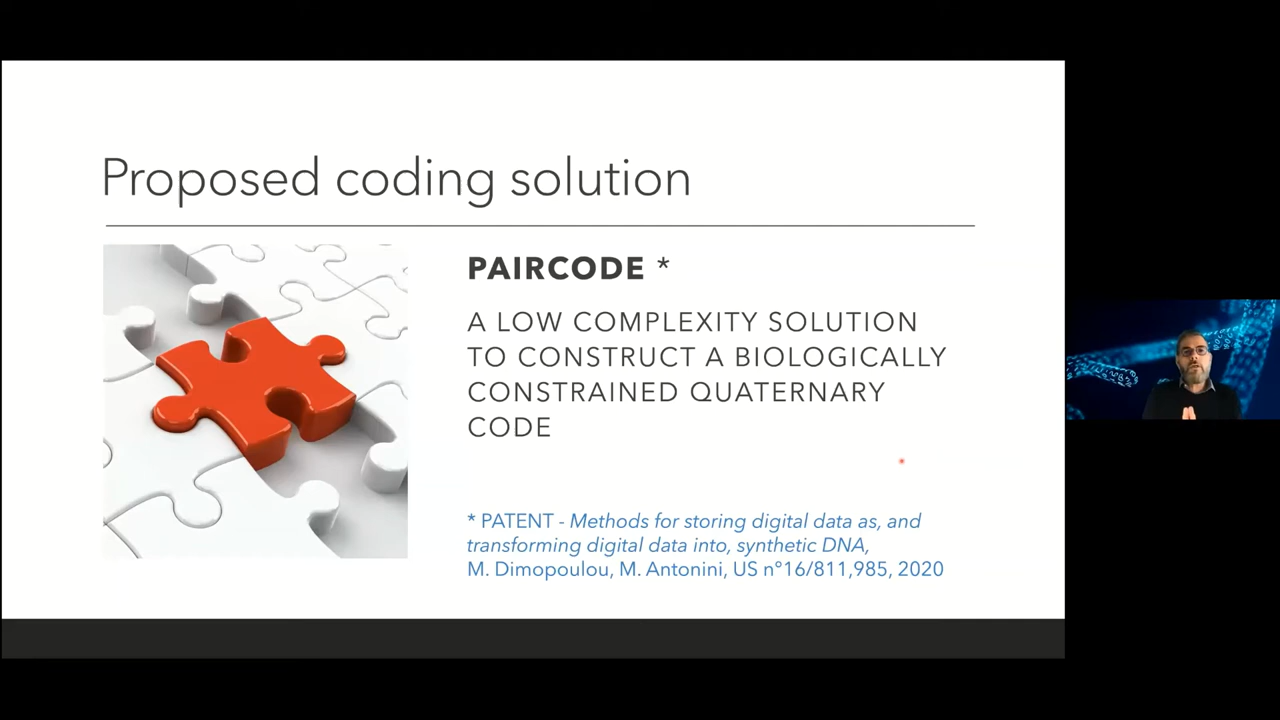 Proposed coding solution
PAIRCODE *
A LOW COMPLEXITY SOLUTION
TO CONSTRUCT A BIOLOGICALLY
CONSTRAINED QUATERNARY
CODE
* PATENT - Methods for storing digital data as, and
transforming digital data into, synthetic DNA,
M. Dimopoulou, M. Antonini, US n°16/811,985, 2020